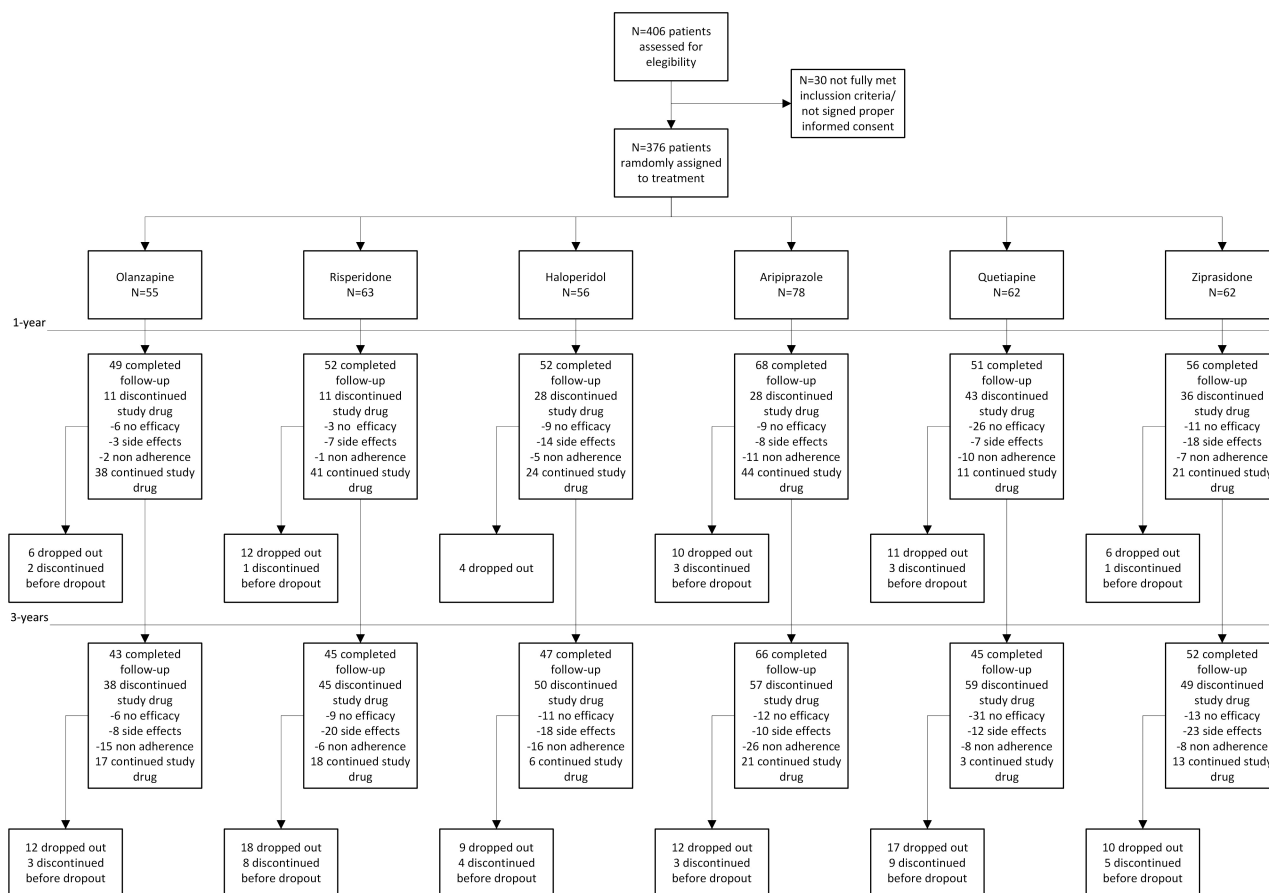 N=406 patients
assessed for
elegibility
N=30 not fully met
inclussion criteria/
not signed proper
informed consent
N=376 patients
ramdomly assigned
to treatment
Olanzapine
N=55
Risperidone
N=63
Haloperidol
N=56
Aripiprazole
N=78
Quetiapine
N=62
Ziprasidone
N=62
1-year
49 completed
follow-up
11 discontinued
study drug
-6 no efficacy
-3 side effects
-2 non adherence
38 continued study
drug
52 completed
follow-up
11 discontinued
study drug
-3 no efficacy
-7 side effects
-1 non adherence
41 continued study
drug
52 completed
follow-up
28 discontinued
study drug
-9 no efficacy
-14 side effects
-5 non adherence
24 continued study
drug
68 completed
follow-up
28 discontinued
study drug
-9 no efficacy
-8 side effects
-11 non adherence
44 continued study
drug
51 completed
follow-up
43 discontinued
study drug
-26 no efficacy
-7 side effects
-10 non adherence
11 continued study
drug
56 completed
follow-up
36 discontinued
study drug
-11 no efficacy
-18 side effects
-7 non adherence
21 continued study
drug
6 dropped out
2 discontinued
before dropout
12 dropped out
1 discontinued
before dropout
4 dropped out
10 dropped out
3 discontinued
before dropout
11 dropped out
3 discontinued
before dropout
6 dropped out
1 discontinued
before dropout
3-years
43 completed
follow-up
38 discontinued
study drug
-6 no efficacy
-8 side effects
-15 non adherence
17 continued study
drug
45 completed
follow-up
45 discontinued
study drug
-9 no efficacy
-20 side effects
-6 non adherence
18 continued study
drug
47 completed
follow-up
50 discontinued
study drug
-11 no efficacy
-18 side effects
-16 non adherence
6 continued study
drug
66 completed
follow-up
57 discontinued
study drug
-12 no efficacy
-10 side effects
-26 non adherence
21 continued study
drug
45 completed
follow-up
59 discontinued
study drug
-31 no efficacy
-12 side effects
-8 non adherence
3 continued study
drug
52 completed
follow-up
49 discontinued
study drug
-13 no efficacy
-23 side effects
-8 non adherence
13 continued study
drug
12 dropped out
3 discontinued
before dropout
18 dropped out
8 discontinued
before dropout
9 dropped out
4 discontinued
before dropout
12 dropped out
3 discontinued
before dropout
17 dropped out
9 discontinued
before dropout
10 dropped out
5 discontinued
before dropout